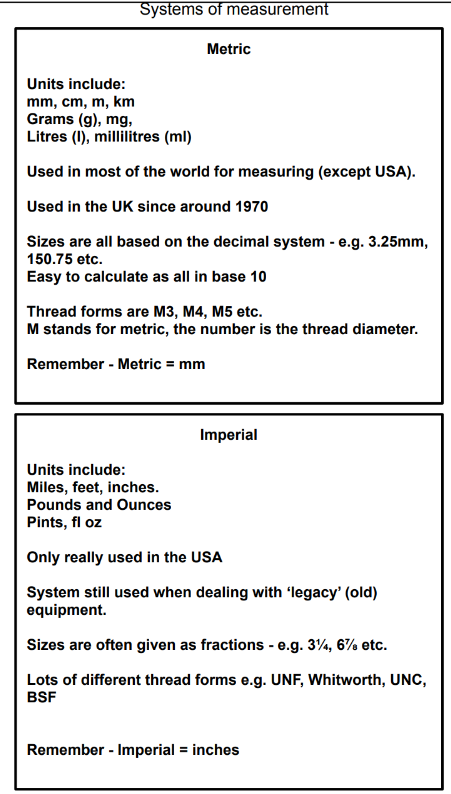 Systems of measurement
Metric
Units include:
mm, cm, m, km
Grams (g), mg,
Litres (l), millilitres (ml)
Used in most of the world for measuring (except USA).
Used in the UK since around 1970
Sizes are all based on the decimal system - e.g. 3.25mm,
150.75 etc.
Easy to calculate as all in base 10
Thread forms are M3, M4, M5 etc.
M stands for metric, the number is the thread diameter.
Remember - Metric = mm
Imperial
Units include:
Miles, feet, inches.
Pounds and Ounces
Pints, fl oz
Only really used in the USA
System still used when dealing with ‘legacy’ (old)
equipment.
Sizes are often given as fractions - e.g. 3¼, 6⅞ etc.
Lots of different thread forms e.g. UNF, Whitworth, UNC,
BSF
Remember - Imperial = inches